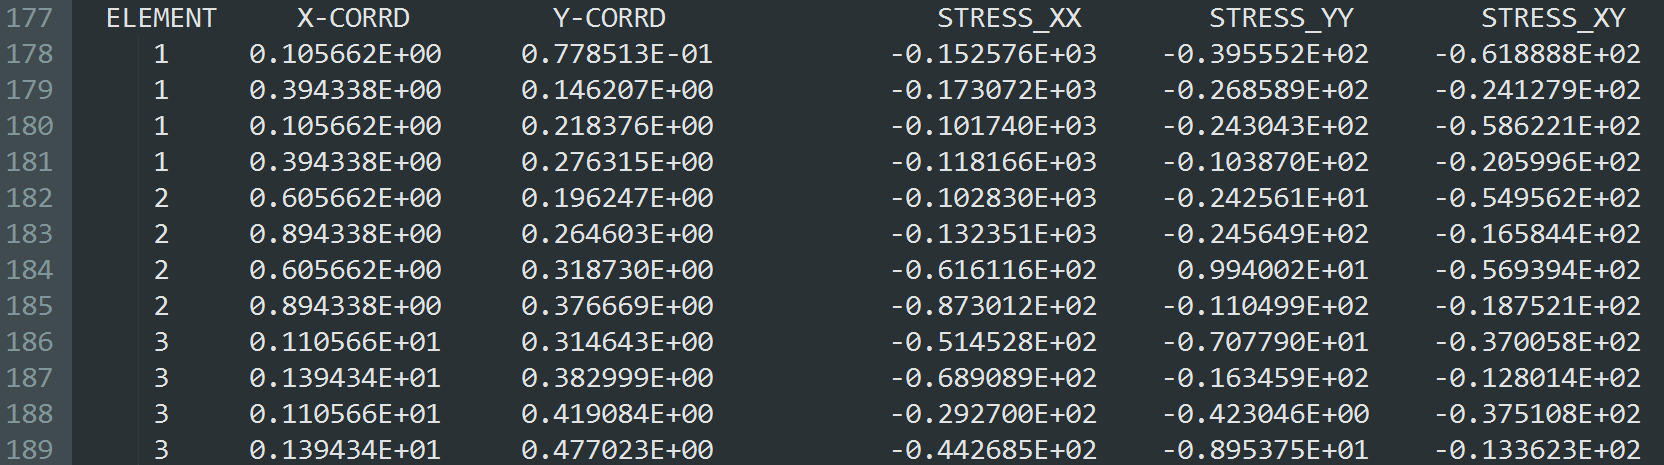 177 ELEMENT X-CORRD Y-CORRD STRESS_XX STRESS_YY STRESS_XY
178 1 0.105662E+00 0.778513E-01 -0.152576E+03 -0.395552E+02 -0.618888E+02
179 1 0.394338E+00 0.146207E+00 -0.173072E+03 -0.268589E+02 -0.241279E+02
180 1 0.105662E+00 0.218376E+00 -0.101740E+03 -0.243043E+02 -0.586221E+02
181 1 0.394338E+00 0.276315E+00 -0.118166E+03 -0.103870E+02 -0.205996E+02
182 2 0.605662E+00 0.196247E+00 -0.102830E+03 -0.242561E+01 -0.549562E+02
183 2 0.894338E+00 0.264603E+00 -0.132351E+03 -0.245649E+02 -0.165844E+02
184 2 0.605662E+00 0.318730E+00 -0.616116E+02 0.994002E+01 -0.569394E+02
185 2 0.894338E+00 0.376669E+00 -0.873012E+02 -0.110499E+02 -0.187521E+02
186 3 0.110566E+01 0.314643E+00 -0.514528E+02 -0.707790E+01 -0.370058E+02
187 3 0.139434E+01 0.382999E+00 -0.689089E+02 -0.163459E+02 -0.128014E+02
188 3 0.110566E+01 0.419084E+00 -0.292700E+02 -0.423046E+00 -0.375108E+02
189 3 0.139434E+01 0.477023E+00 -0.442685E+02 -0.895375E+01 -0.133623E+02